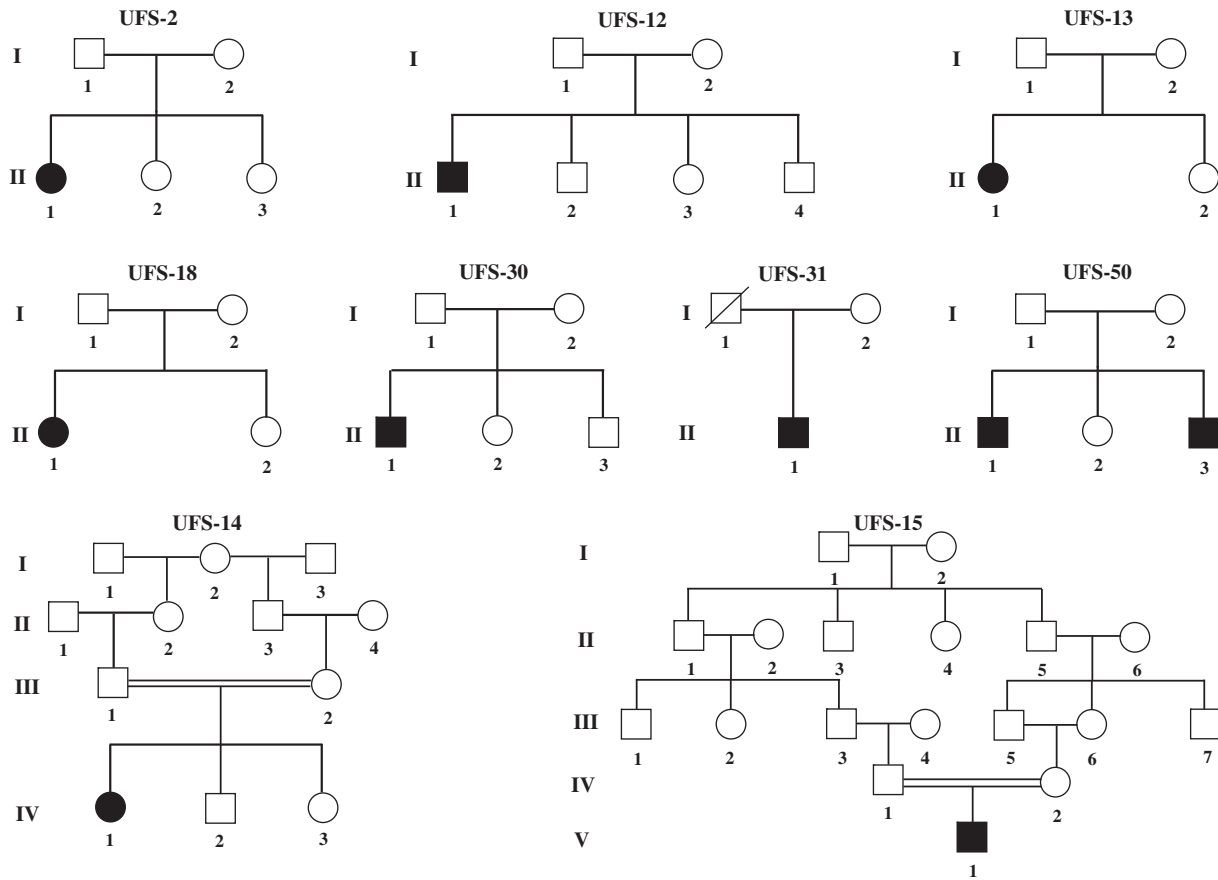 UFS-2
I
1 2
II
1 2 3
UFS-12
I
1 2
II
1 2 3 4
UFS-13
I
1 2
II
1 2
UFS-18
I
1 2
II
1 2
UFS-30
I
1 2
II
1 2 3
UFS-31
I
1 2
II
1
UFS-50
I
1 2
II
1 2 3
UFS-14
I
1 2 3
II
1 2 3 4
III
1 2
IV
1 2 3
UFS-15
I
1 2
II
1 2 3 4 5 6
III
1 2 3 4 5 6 7
IV
1 2
V
1